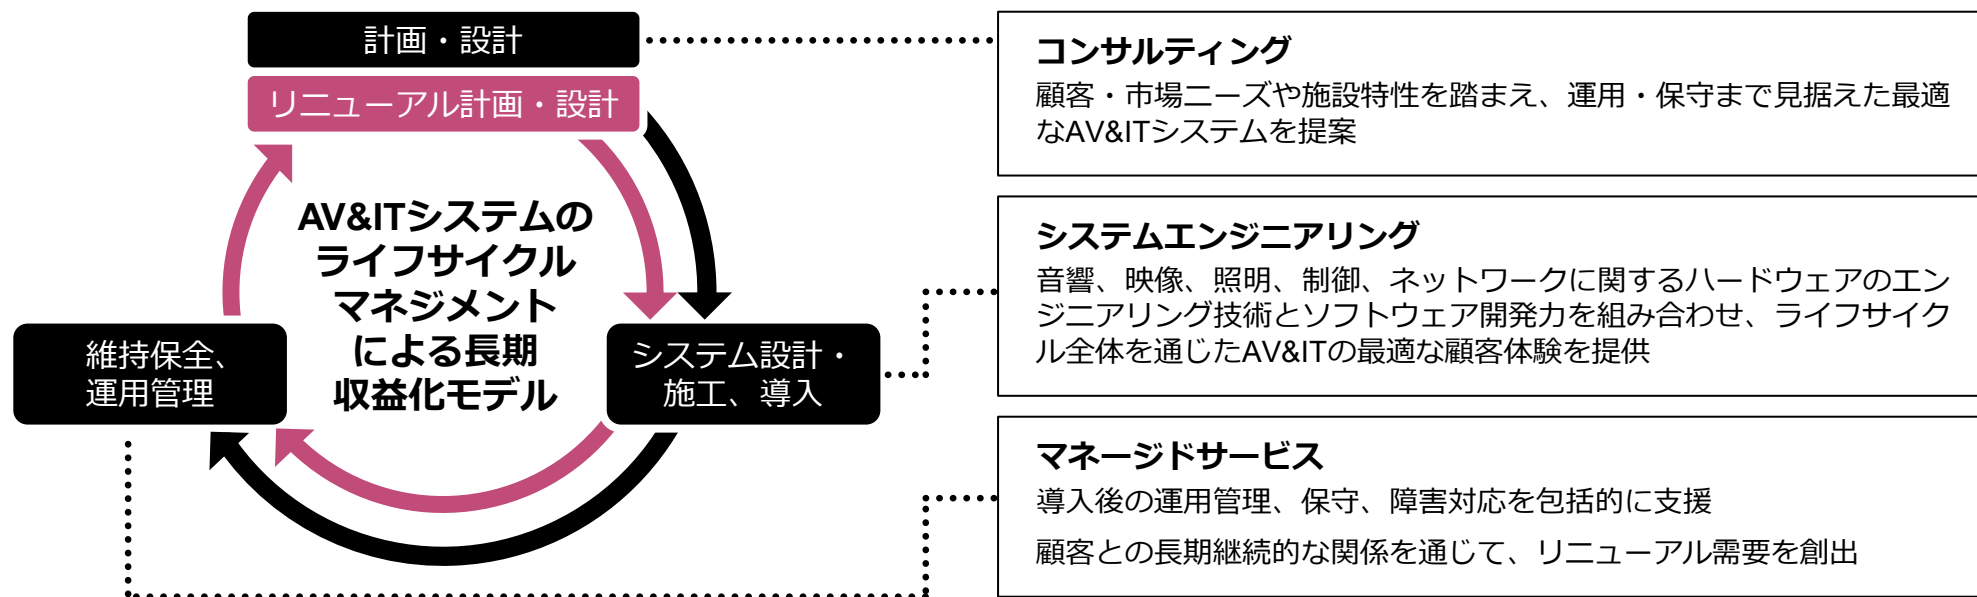 計画・設計
リニューアル計画・設計
AV&ITシステムの
ライフサイクル
マネジメント
による長期
収益化モデル
維持保全、
運用管理
システム設計・
施工、導入
コンサルティング
顧客・市場ニーズや施設特性を踏まえ、運用・保守まで見据えた最適
なAV&ITシステムを提案
システムエンジニアリング
音響、映像、照明、制御、ネットワークに関するハードウェアのエン
ジニアリング技術とソフトウェア開発力を組み合わせ、ライフサイク
ル全体を通じたAV&ITの最適な顧客体験を提供
マネージドサービス
導入後の運用管理、保守、障害対応を包括的に支援
顧客との長期継続的な関係を通じて、リニューアル需要を創出